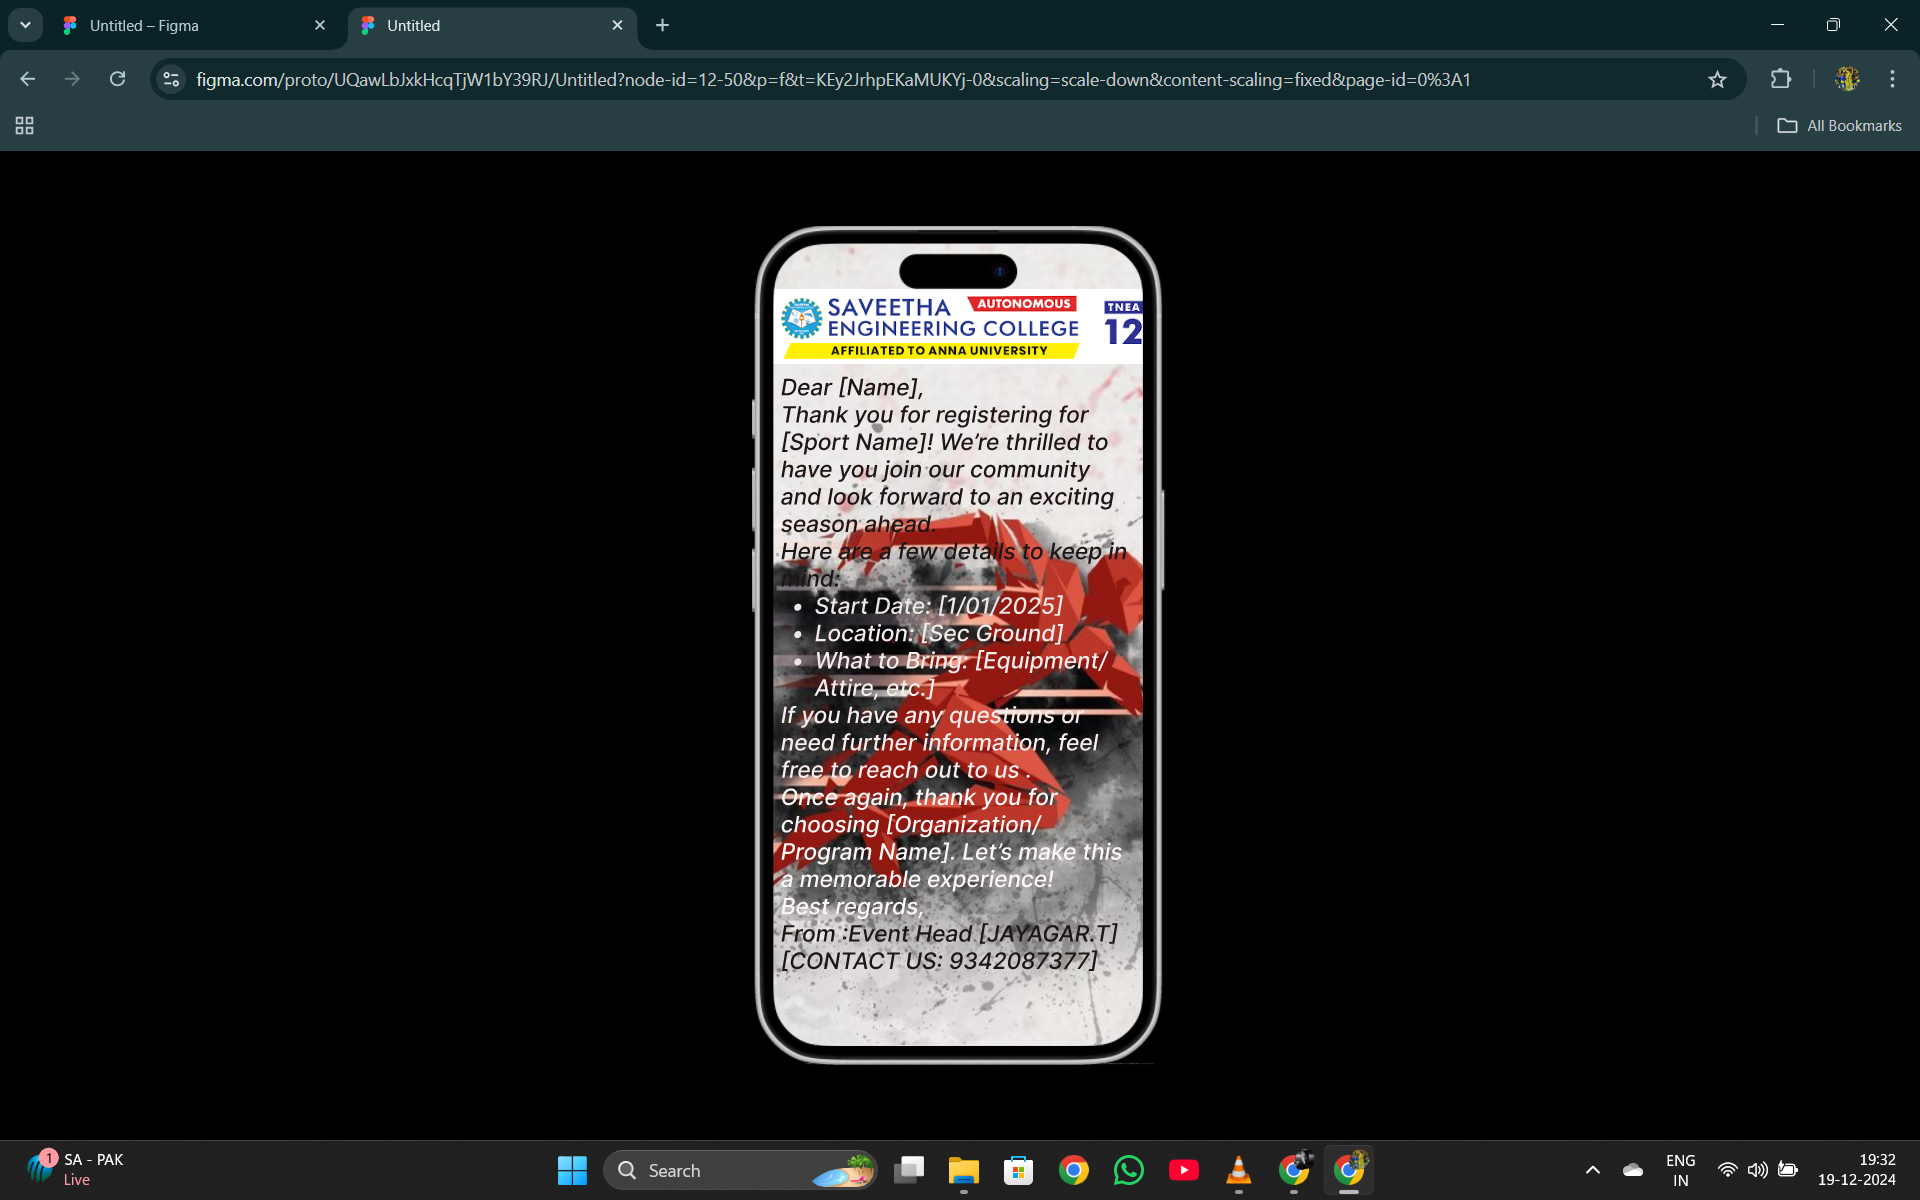 Untitled – Figma
Untitled
figma.com/proto/UQawLbJxkHcqTjW1bY39RJ/Untitled?node-id=12-50&p=f&t=KEy2JrhpEKaMUKYj-0&scaling=scale-down&content-scaling=fixed&page-id=0%3A1
All Bookmarks
SAVEETHA AUTONOMOUS
ENGINEERING COLLEGE
AFFILIATED TO ANNA UNIVERSITY
TNEA
12
Dear [Name],
Thank you for registering for
[Sport Name]! We’re thrilled to
have you join our community
and look forward to an exciting
season ahead.
Here are a few details to keep in
mind:
• Start Date: [1/01/2025]
• Location: [Sec Ground]
• What to Bring: [Equipment/
Attire, etc.]
If you have any questions or
need further information, feel
free to reach out to us .
Once again, thank you for
choosing [Organization/
Program Name]. Let’s make this
a memorable experience!
Best regards,
From :Event Head [JAYAGAR.T]
[CONTACT US: 9342087377]
1
SA - PAK
Live
Search
ENG
IN
19:32
19-12-2024